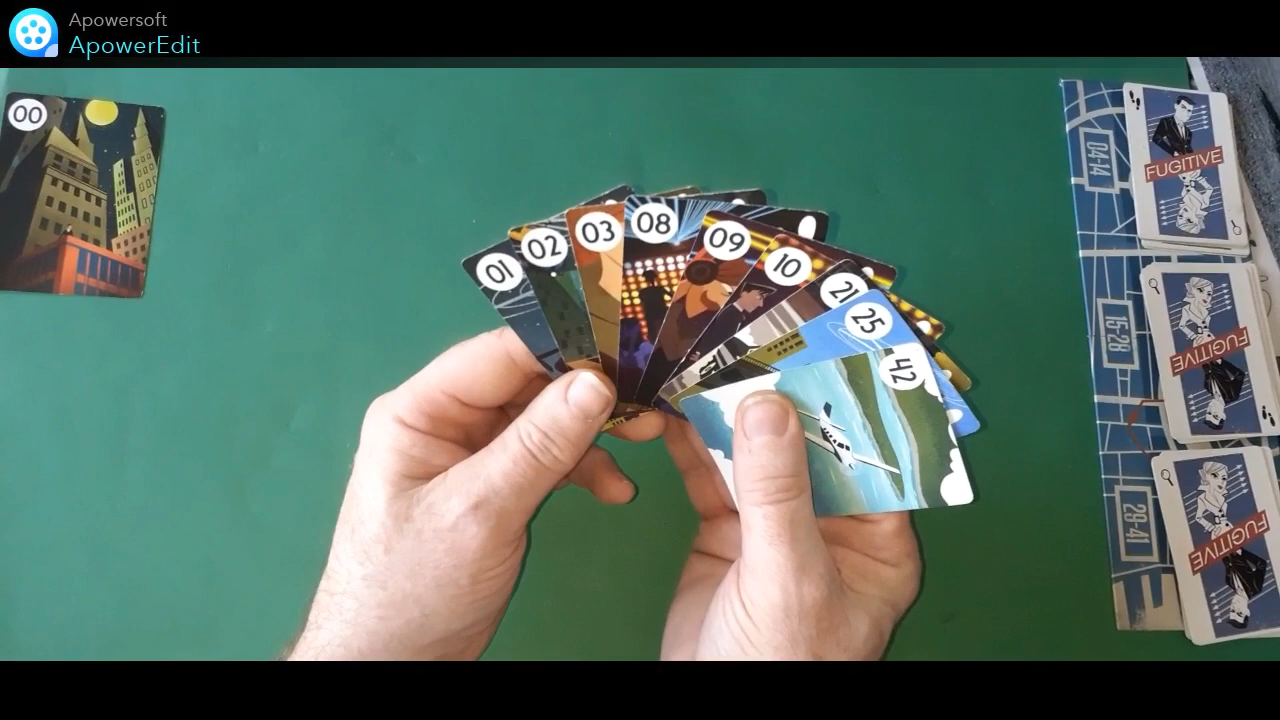 Apowersoft
ApowerEdit
00
01
02
03
08
09
10
21
25
42
04-14
FUGITIVE
15-28
FUGITIVE
29-41
FUGITIVE